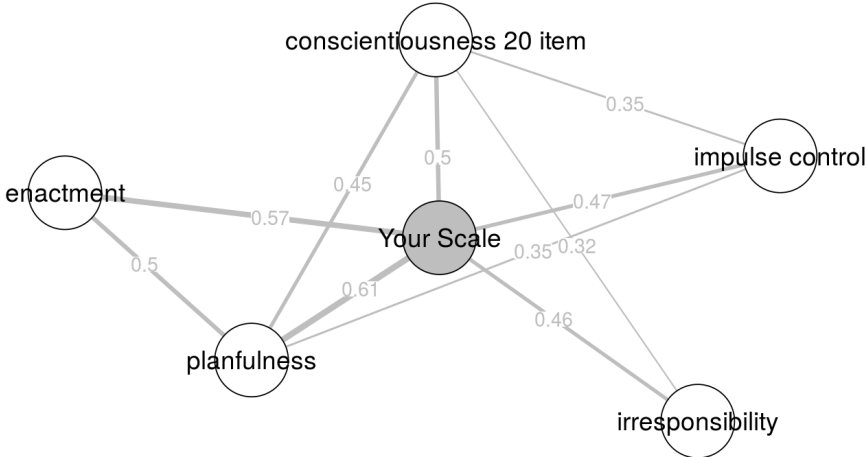 conscientiousness 20 item
0.35
impulse control
0.5
0.45
enactment
0.47
0.57
Your Scale
0.35
0.32
0.5
0.61
0.46
planfulness
irresponsibility